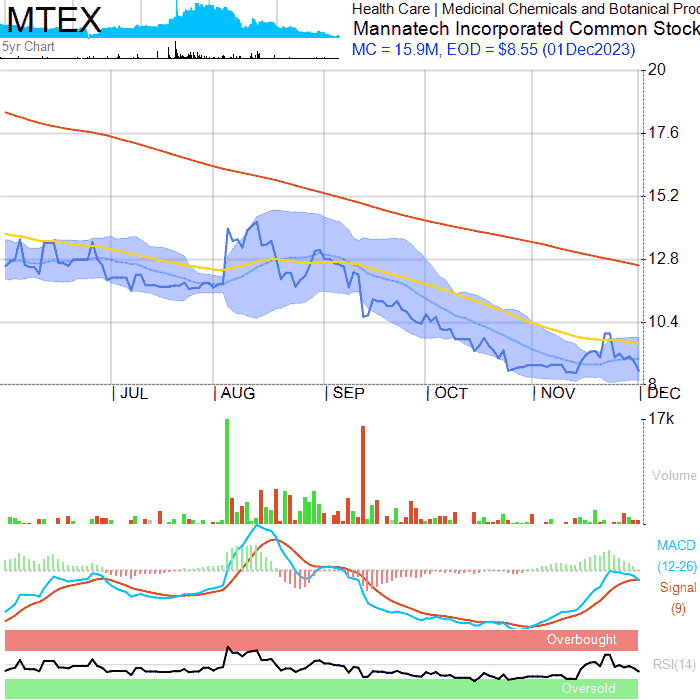 MTEX
5yr Chart
Health Care | Medicinal Chemicals and Botanical Proc
Mannatech Incorporated Common Stock
MC = 15.9M, EOD = $8.55 (01Dec2023)
20
17.6
15.2
12.8
10.4
8
JUL AUG SEP OCT NOV DEC
17k
Volume
MACD
(12-26)
Signal
(9)
Overbought
RSI(14)
Oversold